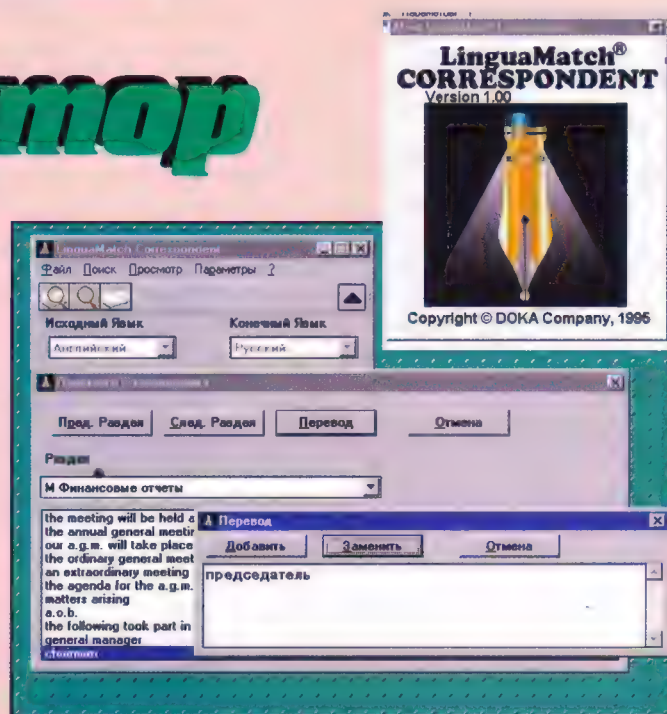 LinguaMatch®
CORRESPONDENT
Version 1.00
Copyright © DOKA Company, 1995
LinguaMatch Correspondent
Файл Поиск Просмотр Параметры ?
Исходный Язык
Конечный Язык
Английский
Русский
Пред. Раздел
След. Раздел
Перевод
Отмена
Раздел
М Финансовые отчеты
the meeting will be held a
the annual general meetin
our a.g.m. will take place
the ordinary general meet
an extraordinary meeting
the agenda for the a.g.m.
matters arising
a.o.b.
the following took part in
general manager
Перевод
Добавить
Заменить
Отмена
председатель